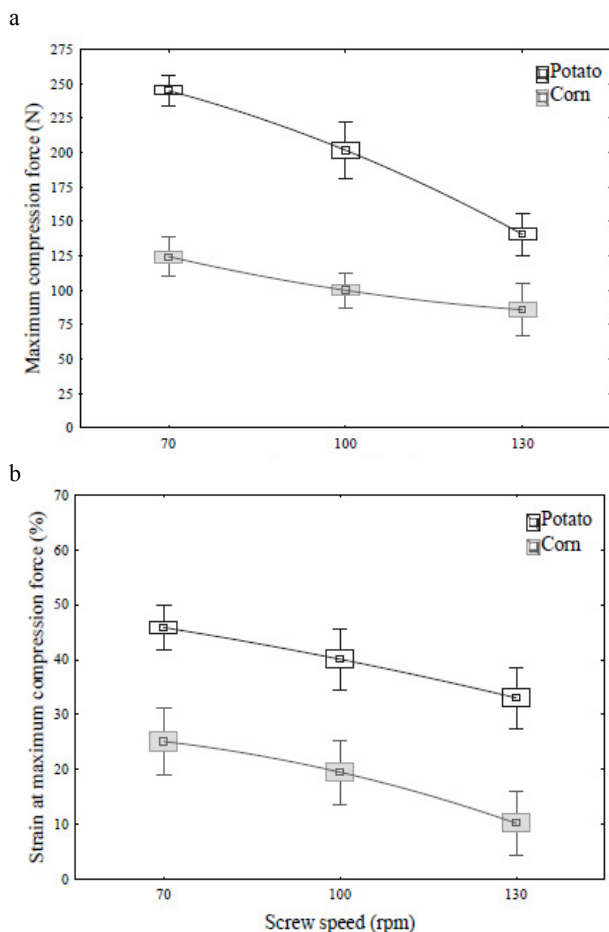 a
Maximum compression force (N)
275
250
225
200
175
150
125
100
75
50
25
0
Potato
Corn
70 100 130
b
Strain at maximum compression force (%)
70
60
50
40
30
20
10
0
Potato
Corn
70 100 130
Screw speed (rpm)